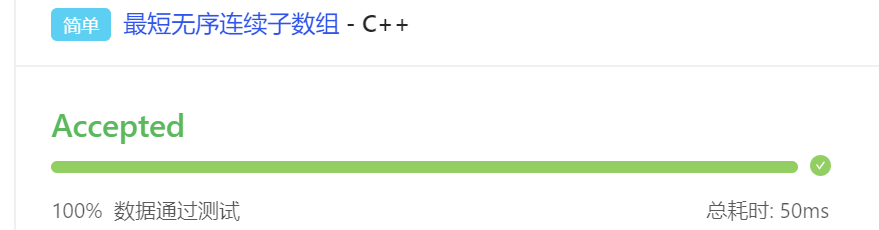 简单 最短无序连续子数组 - C++
Accepted
100% 数据通过测试 总耗时: 50ms